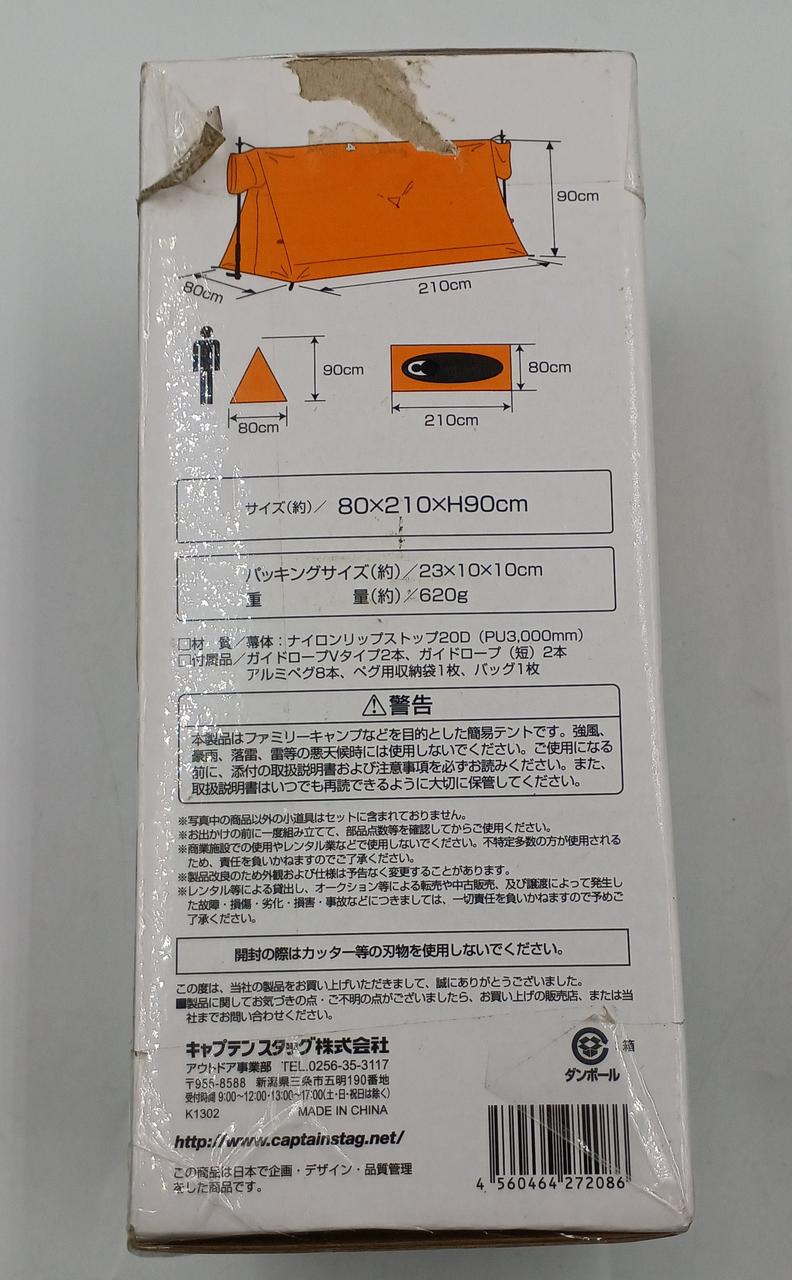 90cm
80cm
210cm
90cm
80cm
80cm
210cm
サイズ(約)／ 80×210×H90cm
パッキングサイズ(約)／23×10×10cm
重 量(約)／620g
□材 質／幕体：ナイロンリップストップ20D（PU3,000mm）
□付属品／ガイドロープVタイプ2本、ガイドロープ（短）2本
アルミペグ8本、ペグ用収納袋1枚、バッグ1枚
⚠警告
本製品はファミリーキャンプなどを目的とした簡易テントです。強風、
豪雨、落雷、雷等の悪天候時には使用しないでください。ご使用になる
前に、添付の取扱説明書および注意事項を必ずお読みください。また、
取扱説明書はいつでも再読できるように大切に保管してください。
※写真中の商品以外の小道具はセットに含まれておりません。
※お出かけの前に一度組み立てて、部品点数等を確認してからご使用ください。
※商業施設での使用やレンタル業などで使用しないでください。不特定多数の方が使用される
ため、責任を負いかねますのでご了承ください。
※製品改良のため外観および仕様は予告なく変更することがあります。
※レンタル等による貸出し、オークション等による転売や中古販売、及び譲渡によって発生し
た故障・損傷・劣化・損害・事故などにつきましては、一切責任を負いかねますので予めご
了承ください。
開封の際はカッター等の刃物を使用しないでください。
この度は、当社の製品をお買い上げいただきまして、誠にありがとうございました。
■製品に関してお気づきの点・ご不明の点がございましたら、お買い上げの販売店、または当
社までお問い合わせください。
キャプテンスタッグ株式会社
アウトドア事業部 TEL.0256-35-3117
〒955-8588 新潟県三条市五明190番地
受付時間 9:00〜12:00・13:00〜17:00(土・日・祝日は除く)
K1302 MADE IN CHINA
http://www.captainstag.net/
この商品は日本で企画・デザイン・品質管理
をした商品です。
箱
ダンボール
4 560464 272086